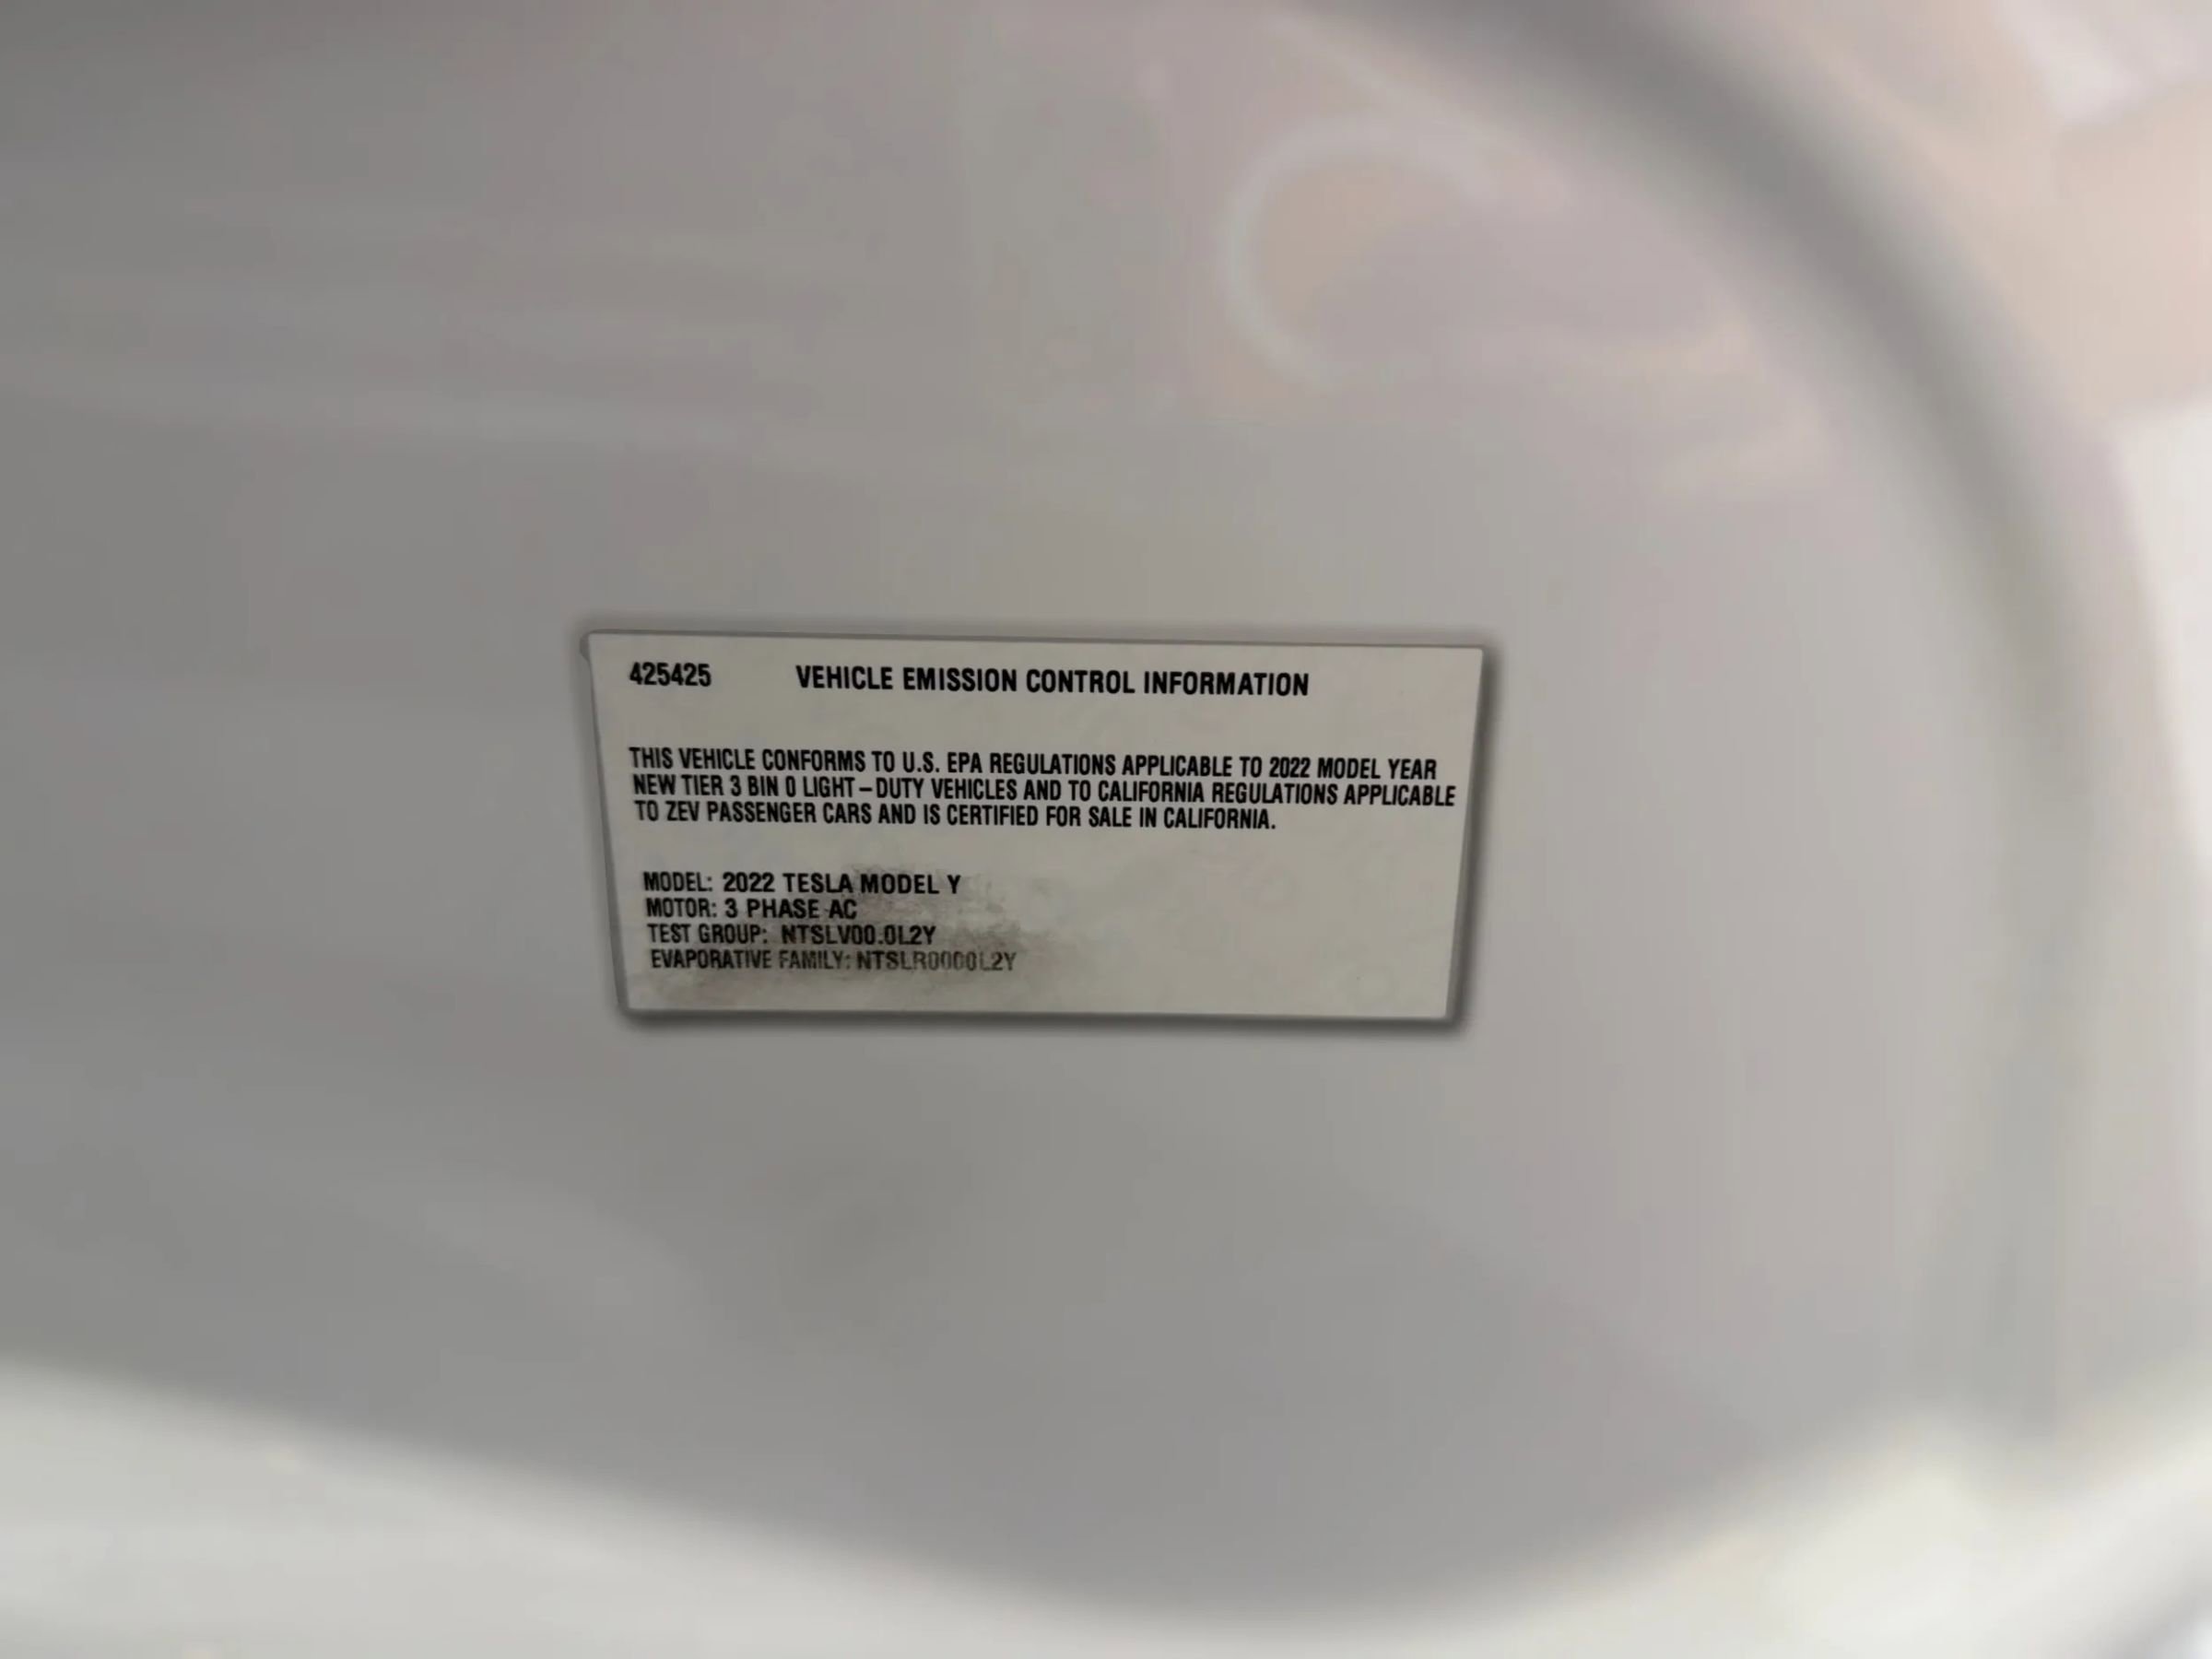 425425 VEHICLE EMISSION CONTROL INFORMATION
THIS VEHICLE CONFORMS TO U.S. EPA REGULATIONS APPLICABLE TO 2022 MODEL YEAR
NEW TIER 3 BIN 0 LIGHT-DUTY VEHICLES AND TO CALIFORNIA REGULATIONS APPLICABLE
TO ZEV PASSENGER CARS AND IS CERTIFIED FOR SALE IN CALIFORNIA.
MODEL: 2022 TESLA MODEL Y
MOTOR: 3 PHASE AC
TEST GROUP: NTSLV00.0L2Y
EVAPORATIVE FAMILY: NTSLR0000L2Y